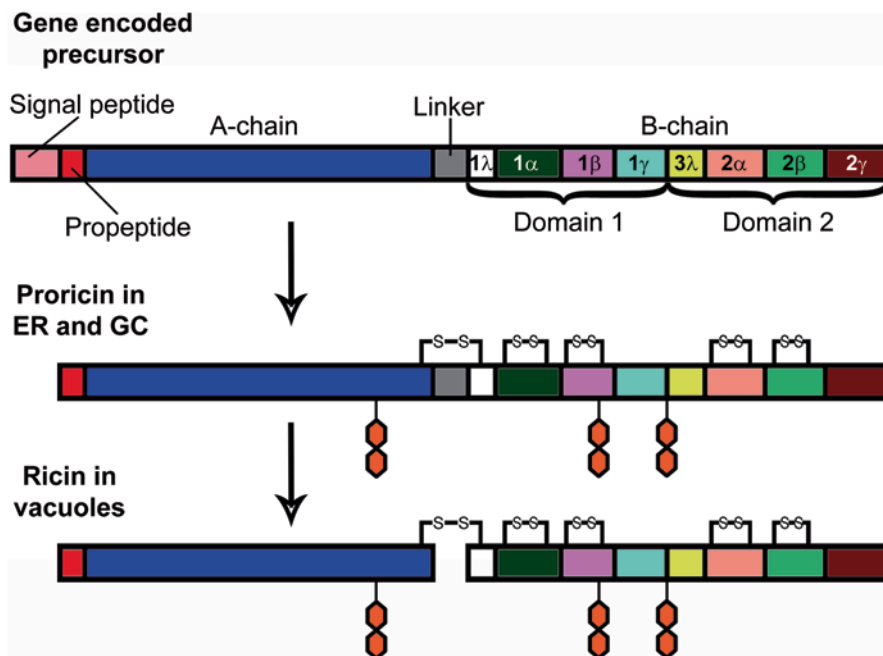 Gene encoded
precursor
Signal peptide
A-chain
Linker
B-chain
1λ 1α 1β 1γ 3λ 2α 2β 2γ
Propeptide
Domain 1
Domain 2
Proricin in
ER and GC
S-S S-S S-S S-S S-S
Ricin in
vacuoles
S-S S-S S-S S-S S-S